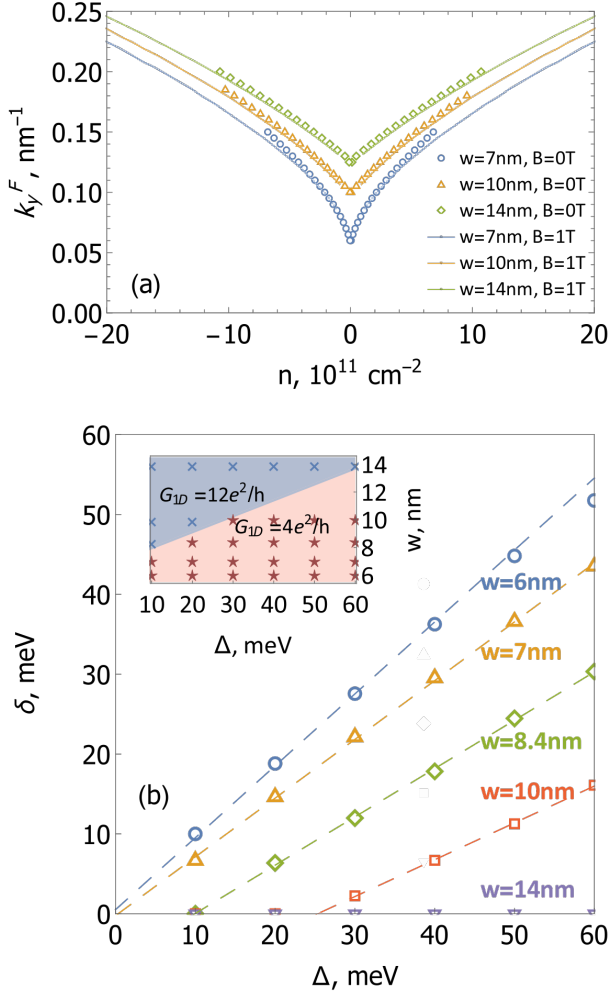 0.25
0.20
0.15
0.10
0.05
0.00
k_y^F, nm⁻¹
w=7nm, B=0T
w=10nm, B=0T
w=14nm, B=0T
w=7nm, B=1T
w=10nm, B=1T
w=14nm, B=1T
(a)
−20 −10 0 10 20
n, 10¹¹ cm⁻²
60
50
40
30
20
10
0
δ, meV
G_1D =12e²/h
G_1D =4e²/h
14
12
10
8
6
w, nm
10 20 30 40 50 60
Δ, meV
w=6nm
w=7nm
w=8.4nm
w=10nm
w=14nm
(b)
0 10 20 30 40 50 60
Δ, meV